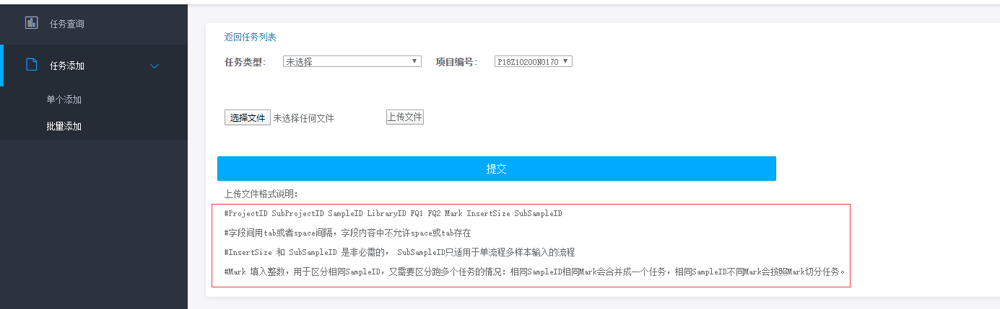 任务查询
任务添加
单个添加
批量添加
返回任务列表
任务类型： 未选择 项目编号： P18Z10200N0170
选择文件 未选择任何文件 上传文件
提交
上传文件格式说明：
#ProjectID SubProjectID SampleID LibraryID FQ1 FQ2 Mark InsertSize SubSampleID
#字段间用tab或者space间隔，字段内容中不允许space或tab存在
#InsertSize 和 SubSampleID 是非必需的， SubSampleID只适用于单流程多样本输入的流程
#Mark 填入整数，用于区分相同SampleID，又需要区分跑多个任务的情况：相同SampleID相同Mark会合并成一个任务，相同SampleID不同Mark会按照Mark切分任务。